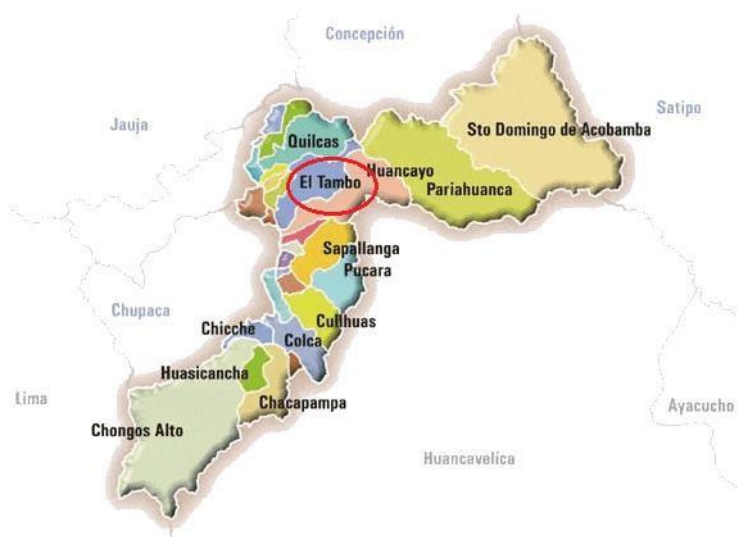 Concepción
Jauja
Satipo
Sto Domingo de Acobamba
Quilcas
Huancayo
El Tambo
Pariahuanca
Sapallanga
Pucara
Chupaca
Cullhuas
Chicche
Colca
Huasicancha
Lima
Chacapampa
Ayacucho
Chongos Alto
Huancavelica